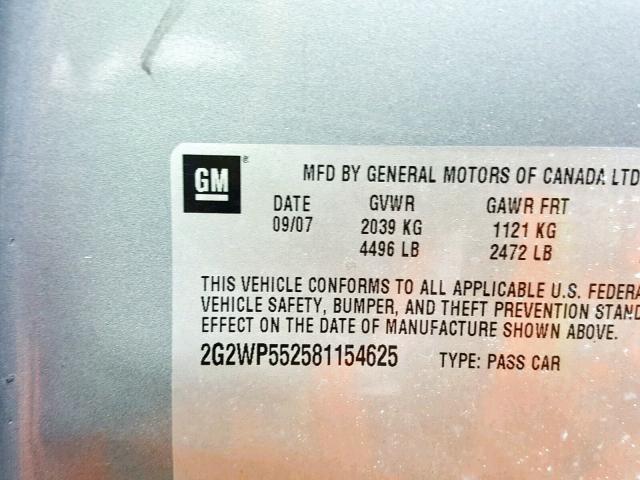 GM
MFD BY GENERAL MOTORS OF CANADA LTD
DATE GVWR GAWR FRT
09/07 2039 KG 1121 KG
4496 LB 2472 LB
THIS VEHICLE CONFORMS TO ALL APPLICABLE U.S. FEDERA
VEHICLE SAFETY, BUMPER, AND THEFT PREVENTION STAND
EFFECT ON THE DATE OF MANUFACTURE SHOWN ABOVE.
2G2WP552581154625 TYPE: PASS CAR